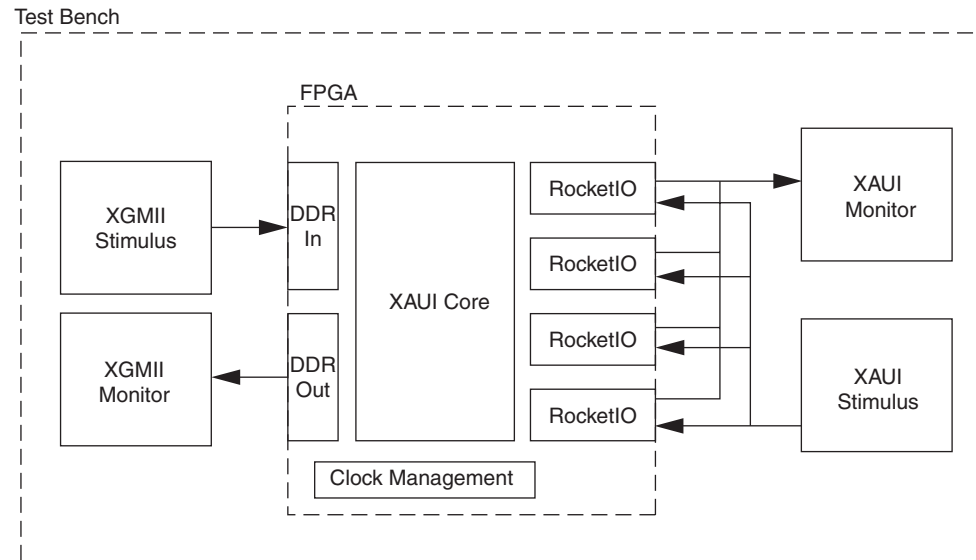 Test Bench
FPGA
XGMII
Stimulus
DDR
In
XAUI Core
RocketIO
XAUI
Monitor
RocketIO
XGMII
Monitor
DDR
Out
RocketIO
XAUI
Stimulus
RocketIO
Clock Management